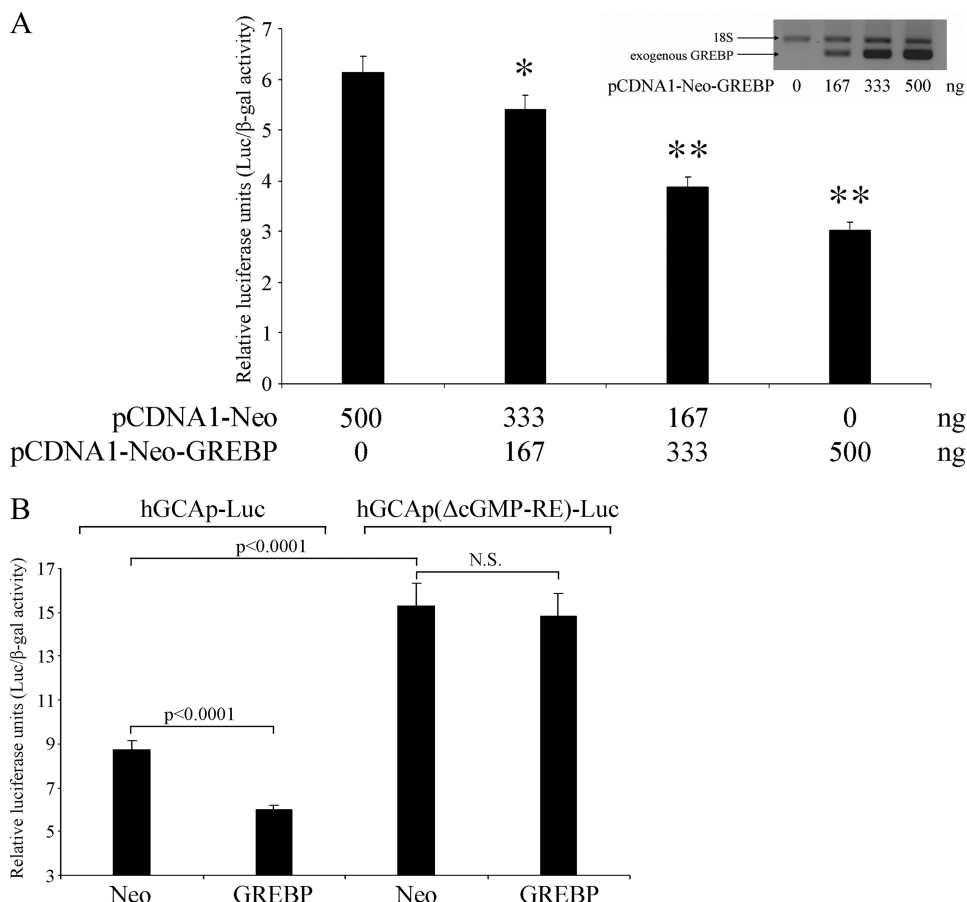 A
Relative luciferase units (Luc/β-gal activity)
7
6
5
4
3
2
1
0
*
**
**
18S
exogenous GREBP
pCDNA1-Neo-GREBP 0 167 333 500 ng
pCDNA1-Neo 500 333 167 0 ng
pCDNA1-Neo-GREBP 0 167 333 500 ng
B
hGCAp-Luc hGCAp(ΔcGMP-RE)-Luc
p<0.0001
N.S.
p<0.0001
Relative luciferase units (Luc/β-gal activity)
17
15
13
11
9
7
5
3
Neo GREBP Neo GREBP